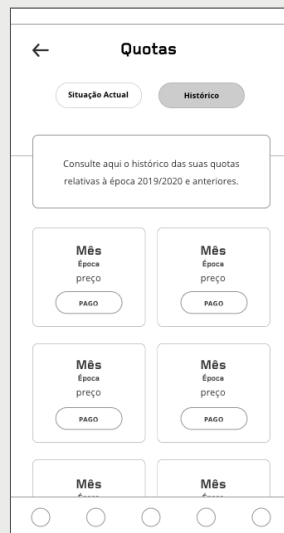 Quotas
Situação Actual
Histórico
Consulte aqui o histórico das suas quotas
relativas à época 2019/2020 e anteriores.
Mês
Época
preço
PAGO
Mês
Época
preço
PAGO
Mês
Época
preço
PAGO
Mês
Época
preço
PAGO
Mês
Mês